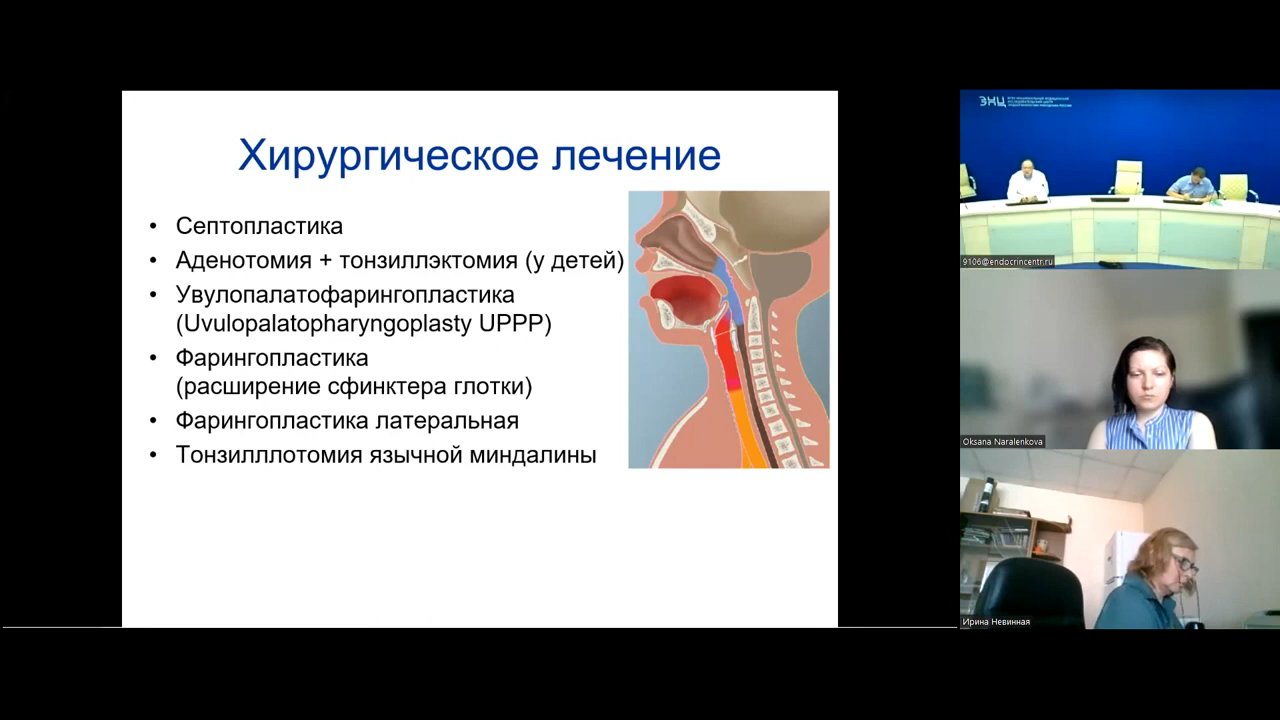 Хирургическое лечение
• Септопластика
• Аденотомия + тонзиллэктомия (у детей)
• Увулопалатофарингопластика
(Uvulopalatopharyngoplasty UPPP)
• Фарингопластика
(расширение сфинктера глотки)
• Фарингопластика латеральная
• Тонзилллотомия язычной миндалины
ЭНЦ
9106@endocrincentr.ru
Oksana Naralenkova
Ирина Невинная